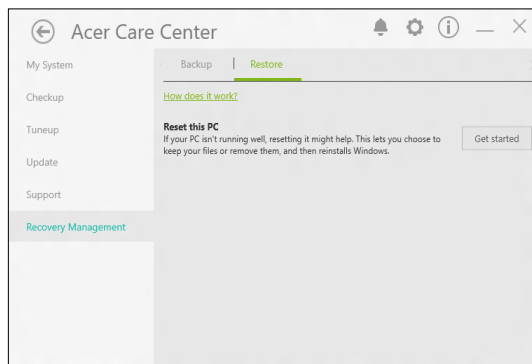 Acer Care Center
My System
Checkup
Tuneup
Update
Support
Recovery Management
Backup
Restore
How does it work?
Reset this PC
If your PC isn't running well, resetting it might help. This lets you choose to
keep your files or remove them, and then reinstalls Windows.
Get started